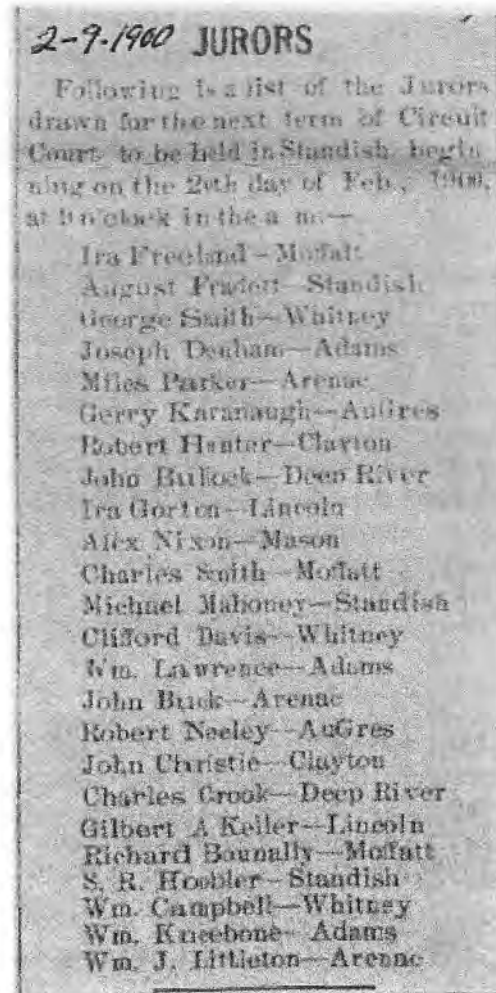 2-9-1900 JURORS
Following is a list of the Jurors
drawn for the next term of Circuit
Court to be held in Standish, begin
ning on the 20th day of Feb., 1900,
at 9 o'clock in the a m.—
Ira Freeland—Moffatt
August Fradett—Standish
George Smith—Whitney
Joseph Denham—Adams
Miles Parker—Arenac
Gerry Karanaugh—AuGres
Robert Hunter—Clayton
John Bullock—Deep River
Ira Gorton—Lincoln
Alex Nixon—Mason
Charles Smith—Moffatt
Michael Mahoney—Standish
Clifford Davis—Whitney
Wm. Lawrence—Adams
John Buck—Arenac
Robert Neeley—AuGres
John Christie—Clayton
Charles Crook—Deep River
Gilbert A Keiler—Lincoln
Richard Bounally—Moffatt
S. R. Hoobler—Standish
Wm. Campbell—Whitney
Wm. Kneebone—Adams
Wm. J. Littleton—Arenac